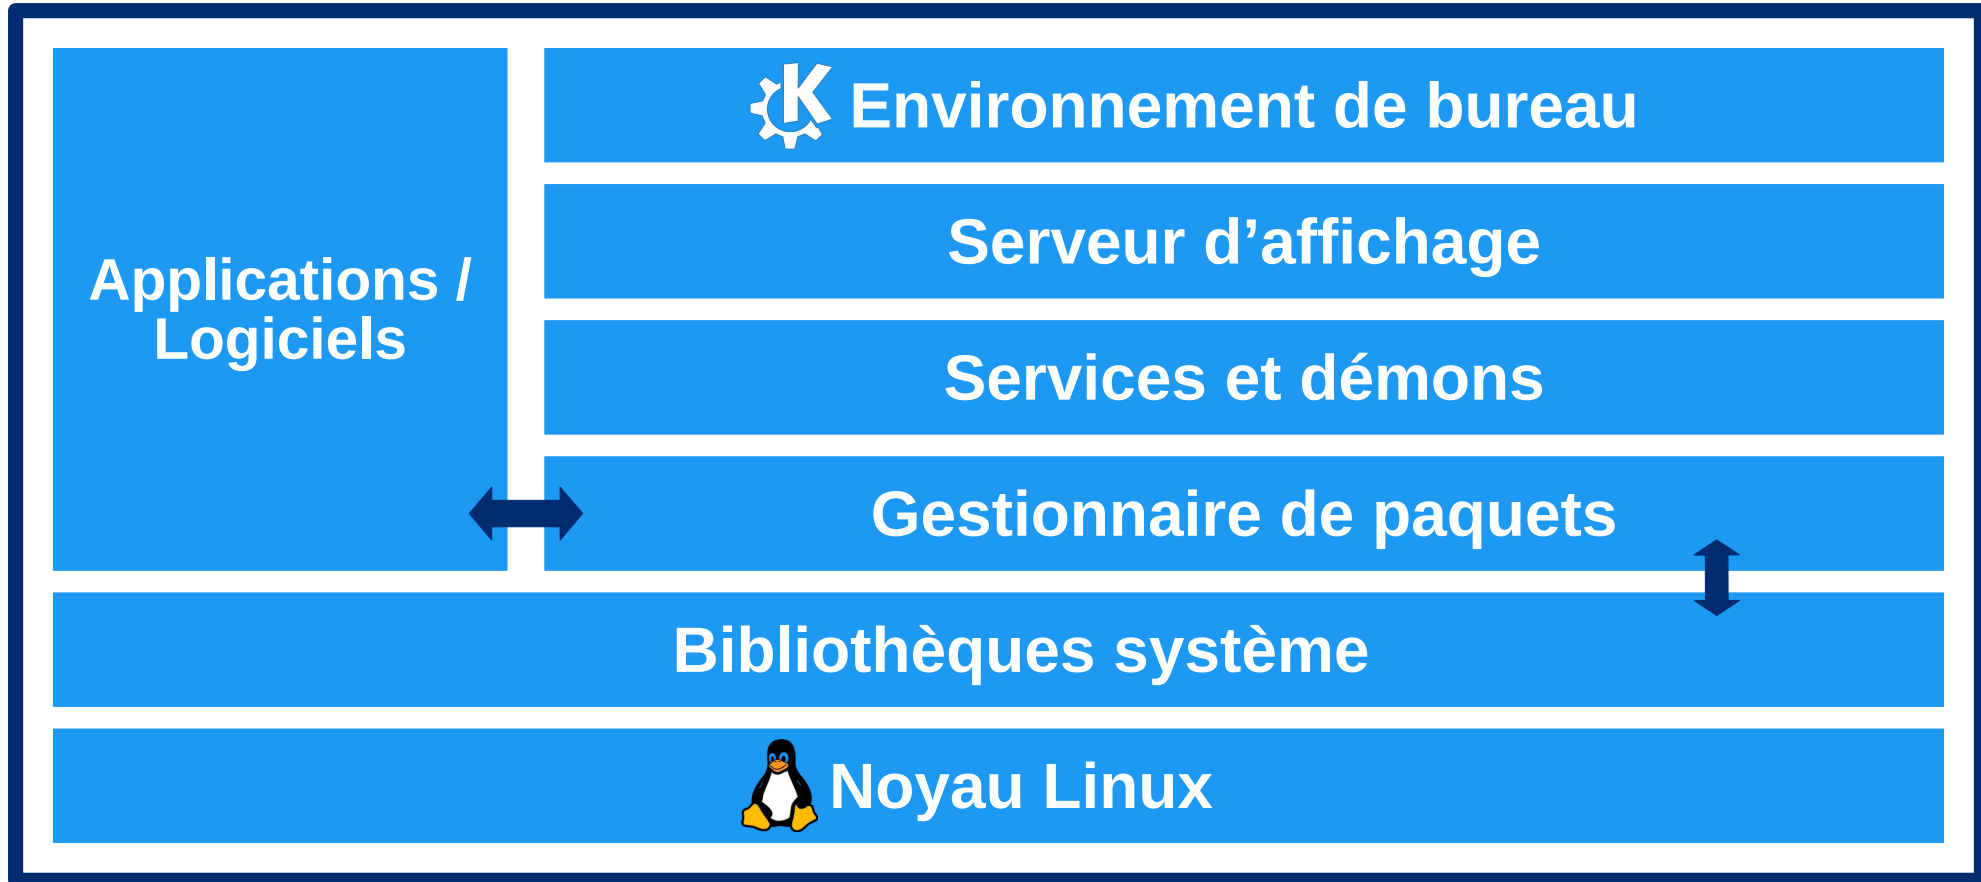 Applications /
Logiciels
Environnement de bureau
Serveur d’affichage
Services et démons
Gestionnaire de paquets
Bibliothèques système
Noyau Linux